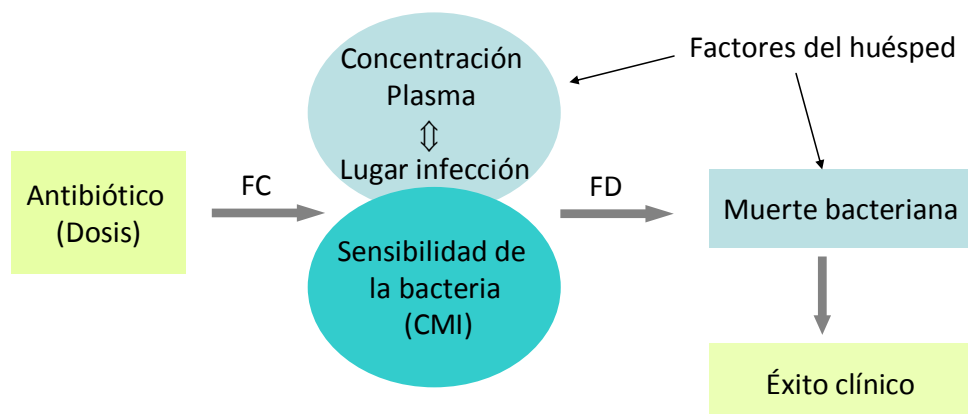 Concentración
Plasma
⇕
Lugar infección
Factores del huésped
Antibiótico
(Dosis)
FC
FD
Sensibilidad de
la bacteria
(CMI)
Muerte bacteriana
Éxito clínico